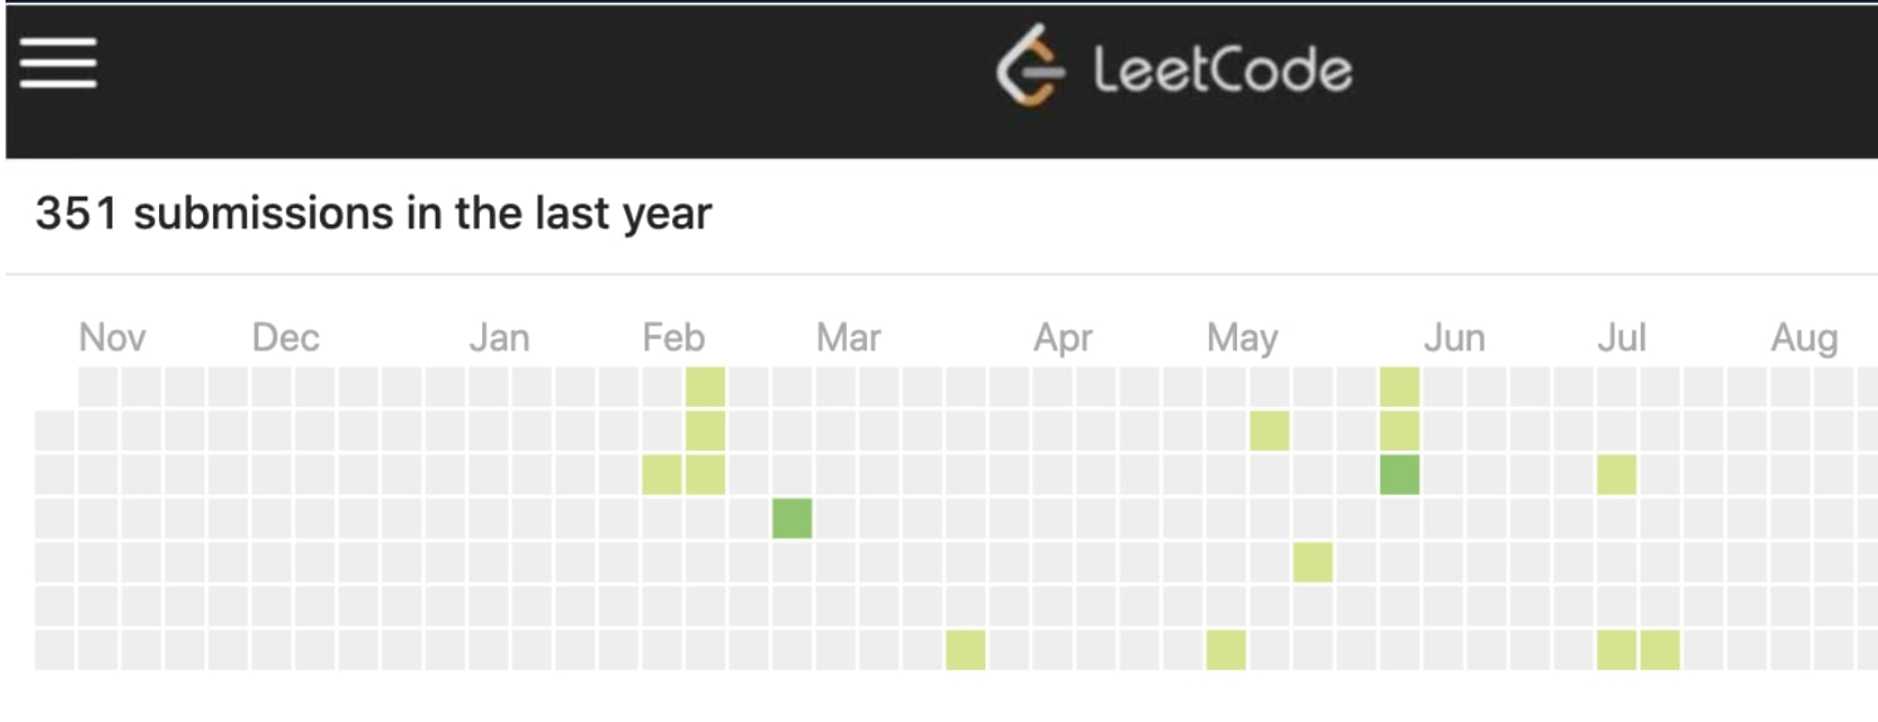 LeetCode
351 submissions in the last year
Nov Dec Jan Feb Mar Apr May Jun Jul Aug